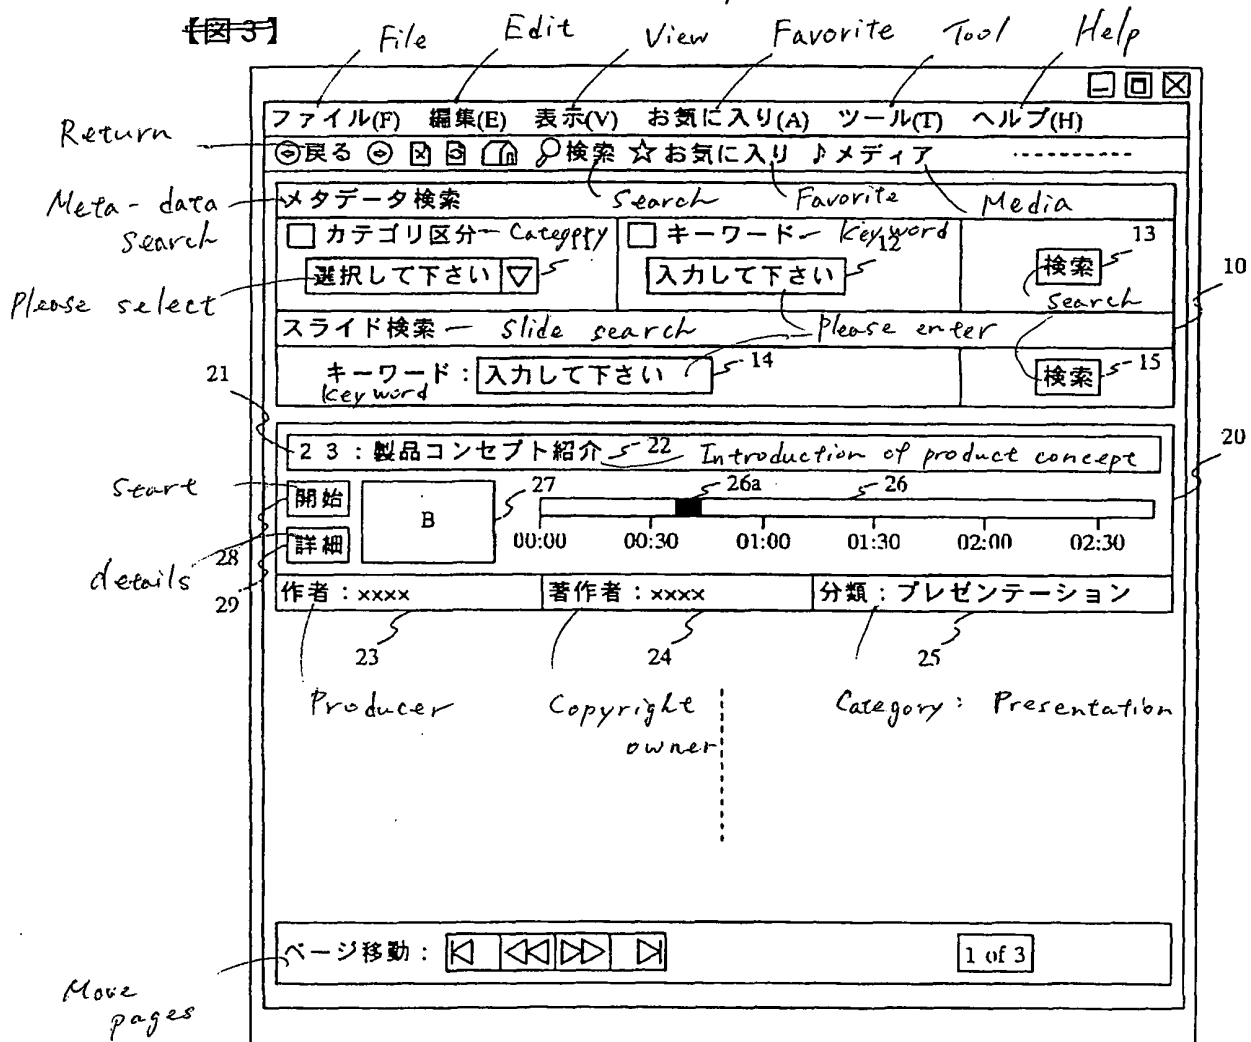 【図3】
File Edit View Favorite Tool Help
ファイル(F) 編集(E) 表示(V) お気に入り(A) ツール(T) ヘルプ(H)
Return
戻る 検索 ☆お気に入り ♪メディア
Meta-data search
メタデータ検索
Search Favorite Media
カテゴリ区分 Category キーワード Keyword
12 13
選択して下さい ▽ 入力して下さい 検索
10
Please select
Search
スライド検索 Slide search Please enter
21
キーワード：入力して下さい 14 検索 15
keyword
20
23：製品コンセプト紹介 22 Introduction of product concept
Start
開始 B 27 26a 26
00:00 00:30 01:00 01:30 02:00 02:30
詳細
28
details
29
作者：xxxx 著作者：xxxx 分類：プレゼンテーション
23 24 25
Producer Copyright owner Category: Presentation
ページ移動： 1 of 3
Move pages